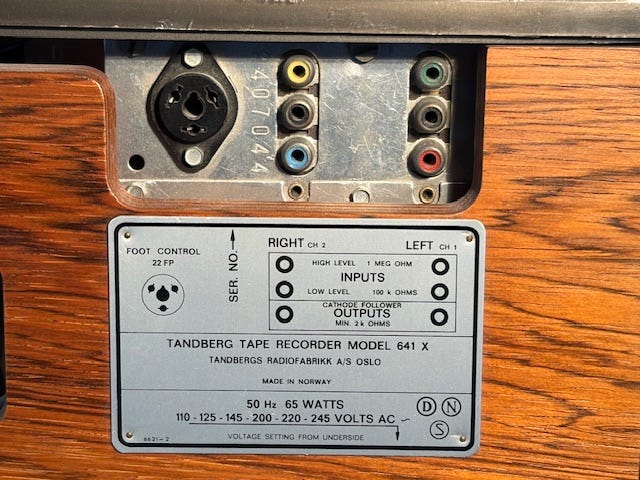 407044
FOOT CONTROL
22 FP
SER. NO.
RIGHT CH 2 LEFT CH 1
HIGH LEVEL 1 MEG OHM
INPUTS
LOW LEVEL 100 k OHMS
CATHODE FOLLOWER
OUTPUTS
MIN. 2 k OHMS
TANDBERG TAPE RECORDER MODEL 641 X
TANDBERGS RADIOFABRIKK A/S OSLO
MADE IN NORWAY
50 Hz 65 WATTS
110 - 125 - 145 - 200 - 220 - 245 VOLTS AC ~
D N
S
6621-2 VOLTAGE SETTING FROM UNDERSIDE